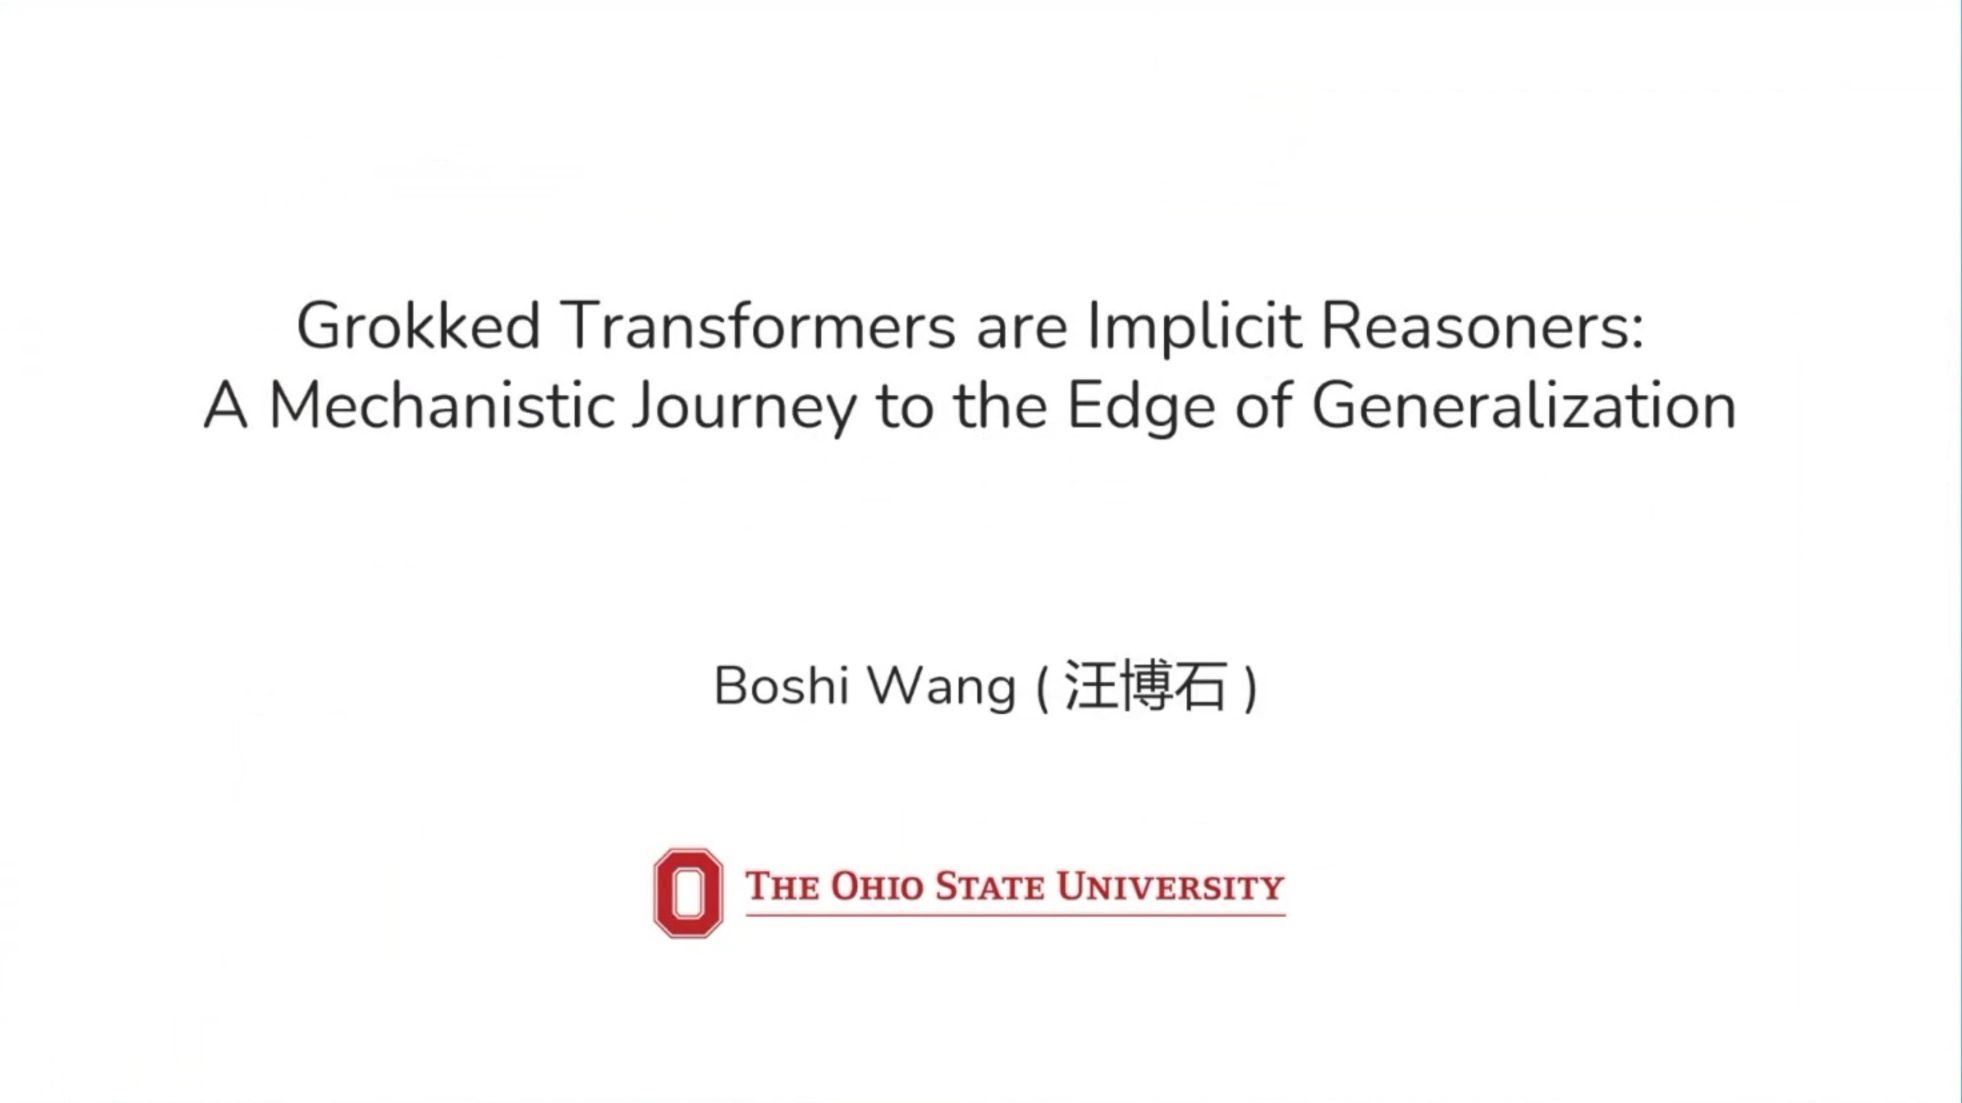 Grokked Transformers are Implicit Reasoners:
A Mechanistic Journey to the Edge of Generalization
Boshi Wang ( 汪博石 )
THE OHIO STATE UNIVERSITY